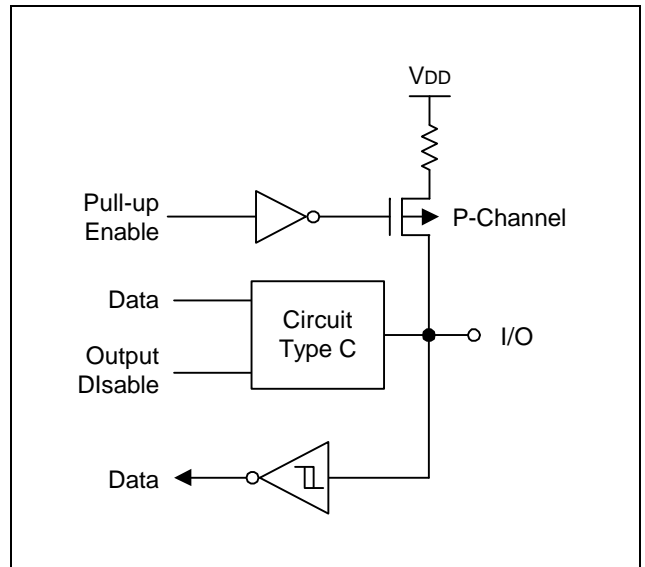 VDD
Pull-up
Enable
P-Channel
Data
Circuit
Type C
I/O
Output
DIsable
Data